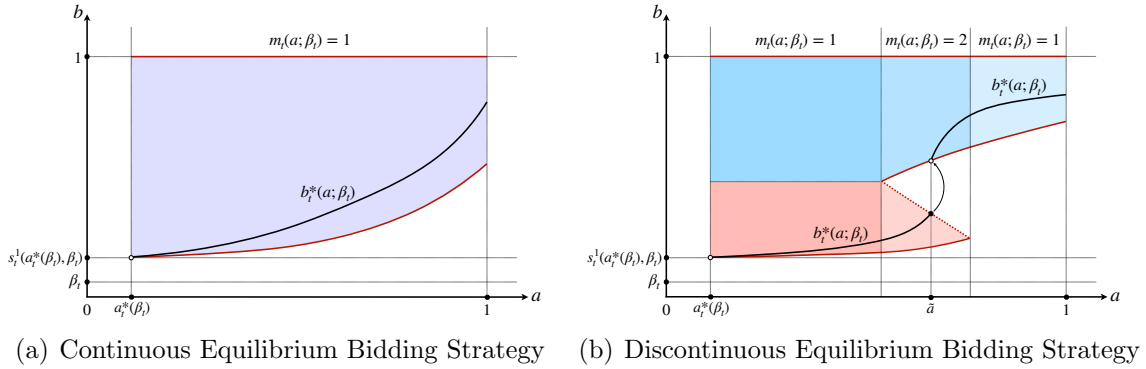 b
m_t(a; β_t) = 1
1
b_t^*(a; β_t)
s_t^1(a_t^*(β_t), β_t)
β_t
0
a_t^*(β_t)
1
a
(a) Continuous Equilibrium Bidding Strategy
b
m_t(a; β_t) = 1 m_t(a; β_t) = 2 m_t(a; β_t) = 1
1
b_t^*(a; β_t)
b_t^*(a; β_t)
s_t^1(a_t^*(β_t), β_t)
β_t
0
a_t^*(β_t)
ã
1
a
(b) Discontinuous Equilibrium Bidding Strategy